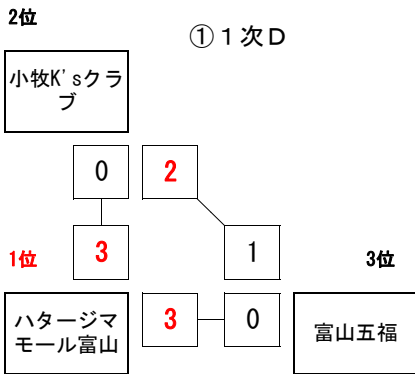 2位
①１次Ｄ
小牧K'sクラ
ブ
0 2
3 1
1位
3位
ハタージマ
モール富山
3 0
富山五福